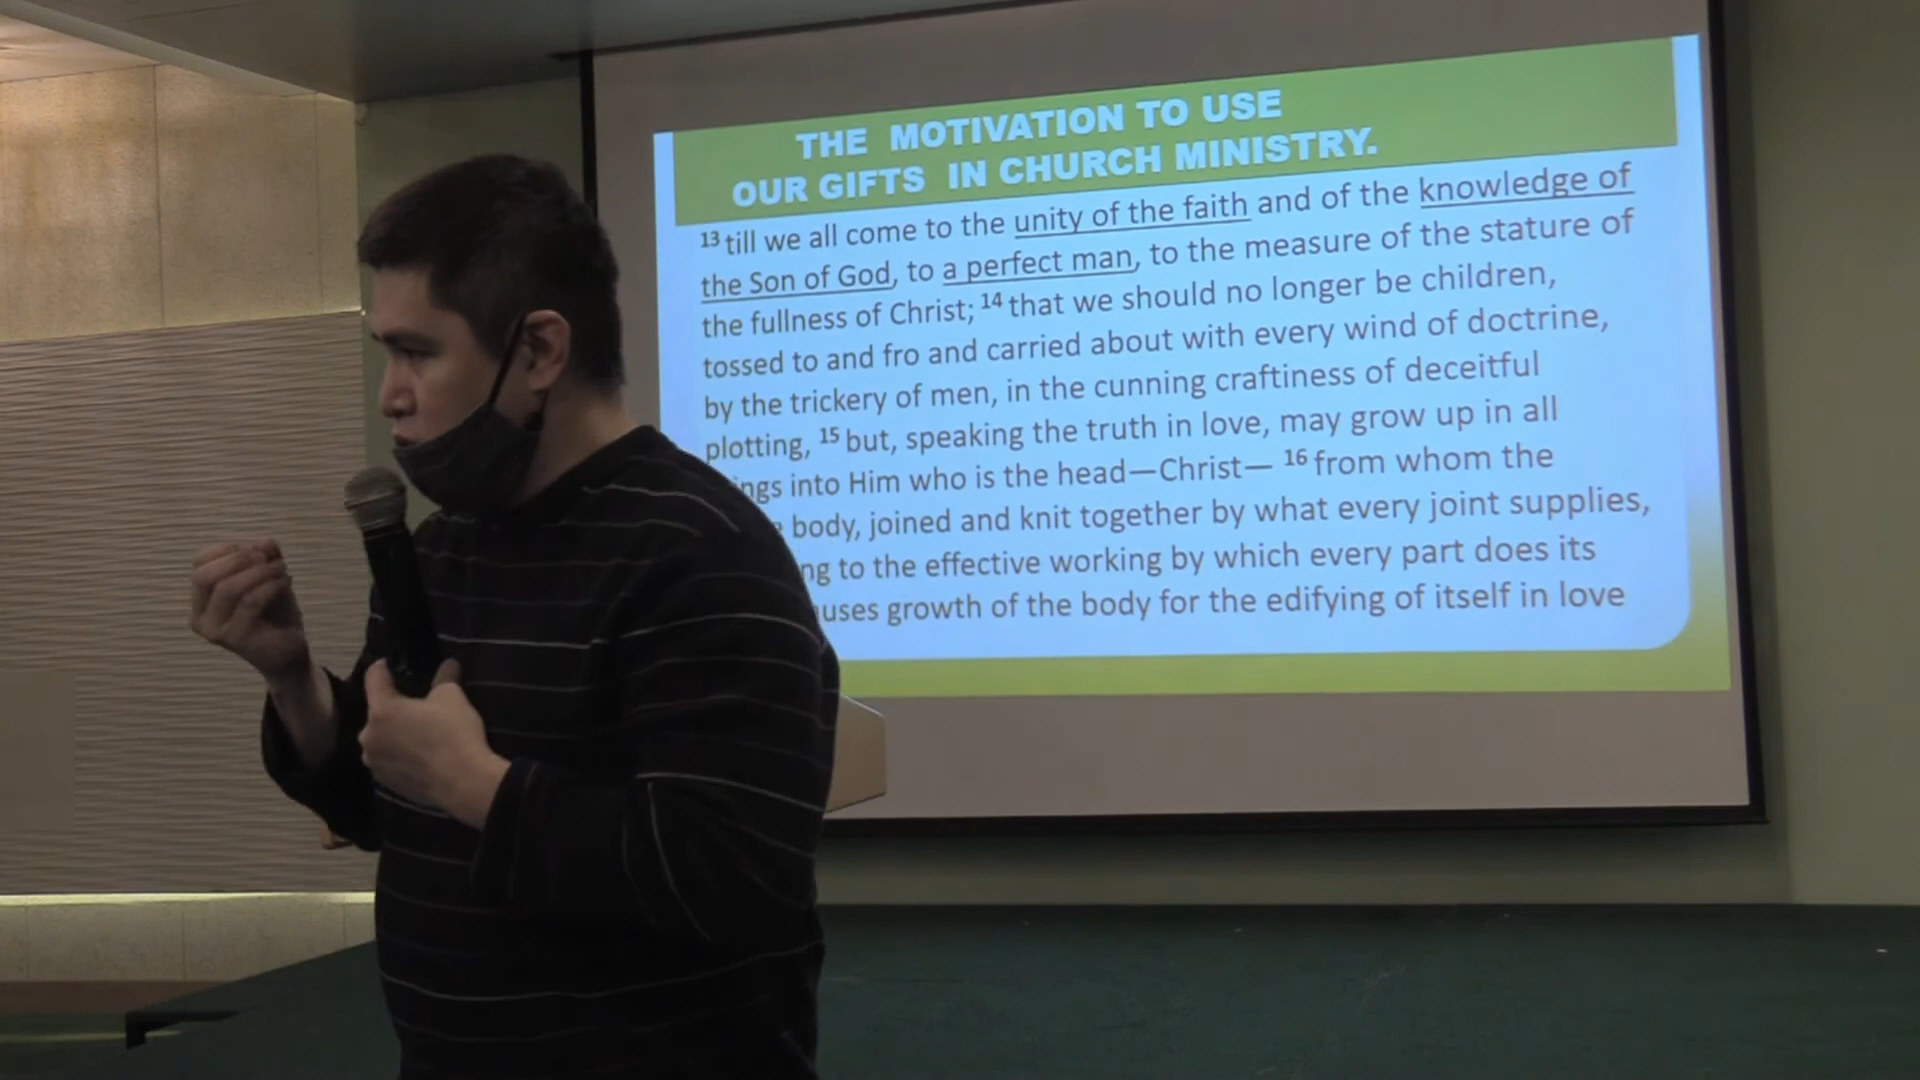 THE MOTIVATION TO USE
OUR GIFTS IN CHURCH MINISTRY.
13 till we all come to the unity of the faith and of the knowledge of
the Son of God, to a perfect man, to the measure of the stature of
the fullness of Christ; 14 that we should no longer be children,
tossed to and fro and carried about with every wind of doctrine,
by the trickery of men, in the cunning craftiness of deceitful
plotting, 15 but, speaking the truth in love, may grow up in all
into Him who is the head—Christ— 16 from whom the
body, joined and knit together by what every joint supplies,
to the effective working by which every part does its
growth of the body for the edifying of itself in love